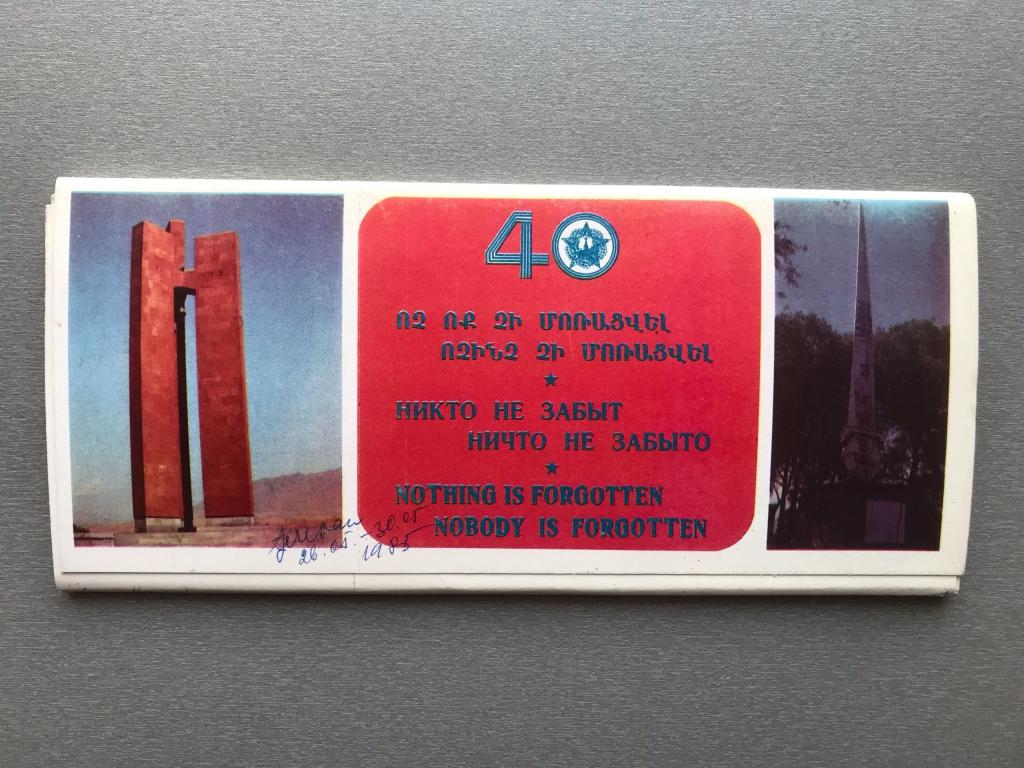 40
ՈՉ ՈՔ ՉԻ ՄՈՌԱՑՎԵԼ
ՈՉԻՆՉ ՉԻ ՄՈՌԱՑՎԵԼ
НИКТО НЕ ЗАБЫТ
НИЧТО НЕ ЗАБЫТО
NOTHING IS FORGOTTEN
NOBODY IS FORGOTTEN
26.05 - 30.05
1985